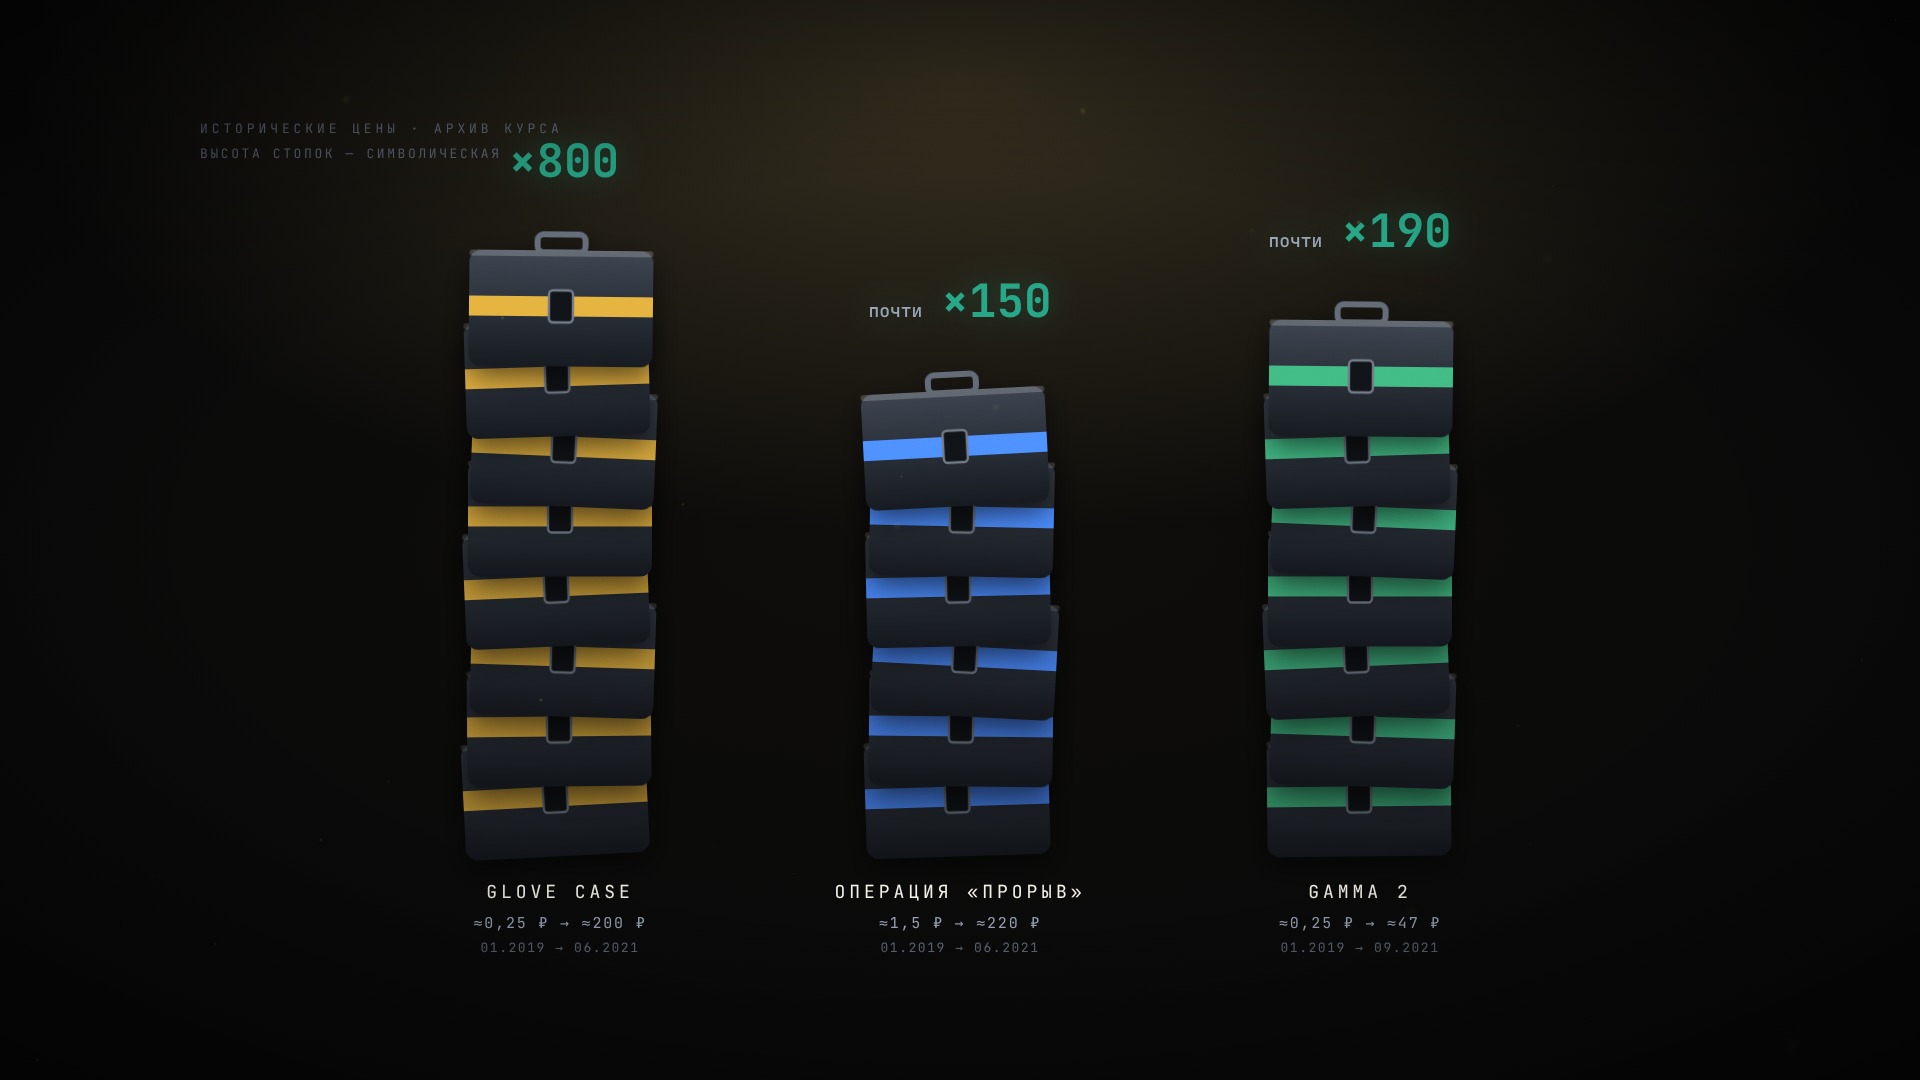 ИСТОРИЧЕСКИЕ ЦЕНЫ · АРХИВ КУРСА
ВЫСОТА СТОПОК — СИМВОЛИЧЕСКАЯ
×800
ПОЧТИ ×150
ПОЧТИ ×190
GLOVE CASE
≈0,25 ₽ → ≈200 ₽
01.2019 → 06.2021
ОПЕРАЦИЯ «ПРОРЫВ»
≈1,5 ₽ → ≈220 ₽
01.2019 → 06.2021
GAMMA 2
≈0,25 ₽ → ≈47 ₽
01.2019 → 09.2021